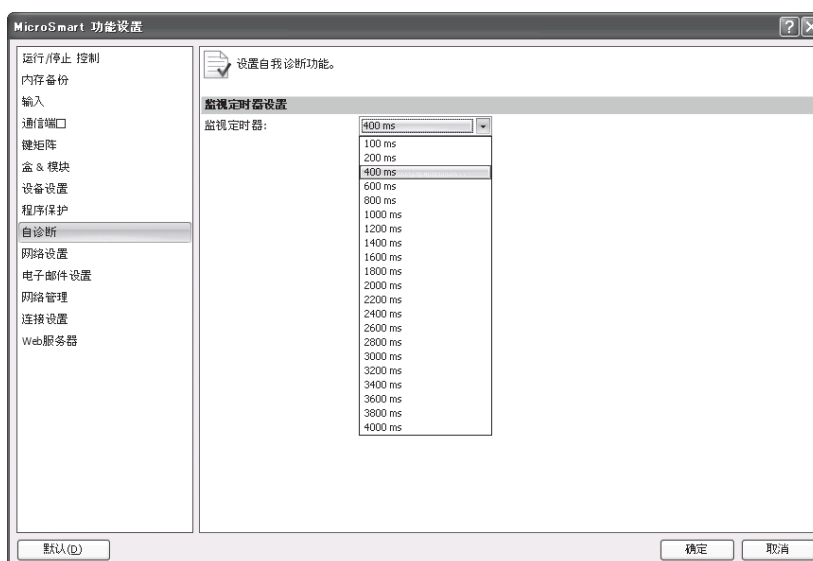 MicroSmart 功能设置
运行/停止 控制
内存备份
输入
通信端口
键矩阵
盒 & 模块
设备设置
程序保护
自诊断
网络设置
电子邮件设置
网络管理
连接设置
Web服务器
设置自我诊断功能。
监视定时器设置
监视定时器: 400 ms
100 ms
200 ms
400 ms
600 ms
800 ms
1000 ms
1200 ms
1400 ms
1600 ms
1800 ms
2000 ms
2200 ms
2400 ms
2600 ms
2800 ms
3000 ms
3200 ms
3400 ms
3600 ms
3800 ms
4000 ms
默认(D) 确定 取消